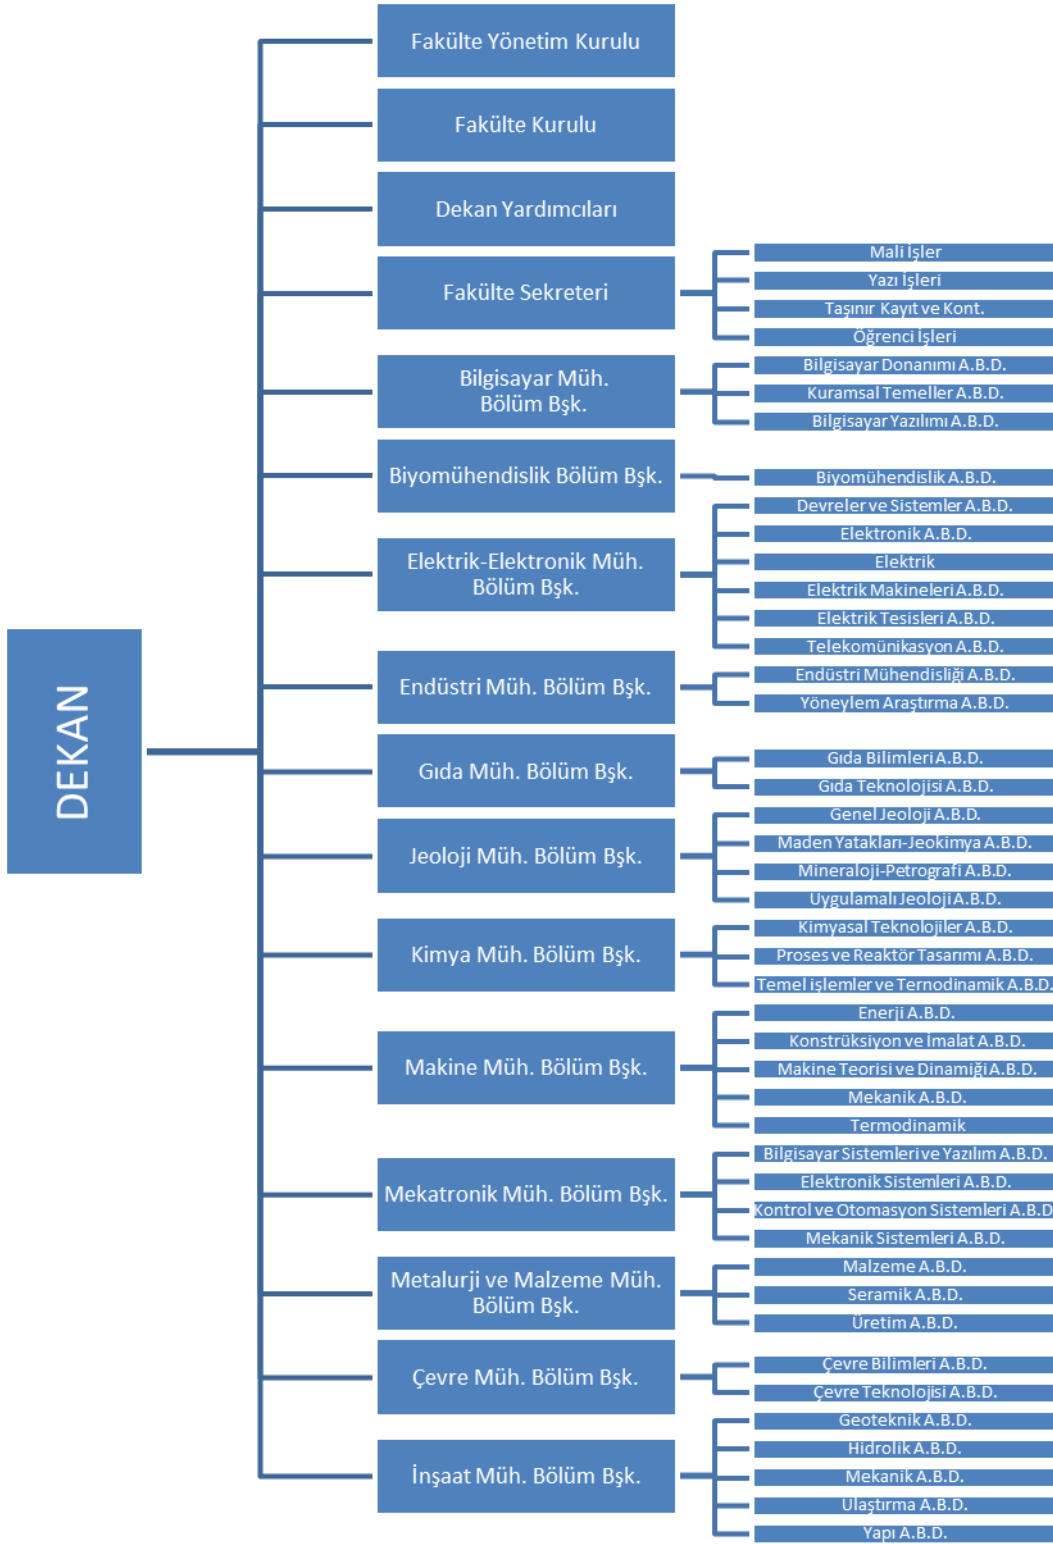 DEKAN
Fakülte Yönetim Kurulu
Fakülte Kurulu
Dekan Yardımcıları
Fakülte Sekreteri
Mali İşler
Yazı İşleri
Taşınır Kayıt ve Kont.
Öğrenci İşleri
Bilgisayar Müh.
Bölüm Bşk.
Bilgisayar Donanımı A.B.D.
Kuramsal Temeller A.B.D.
Bilgisayar Yazılımı A.B.D.
Biyomühendislik Bölüm Bşk.
Biyomühendislik A.B.D.
Elektrik-Elektronik Müh.
Bölüm Bşk.
Devreler ve Sistemler A.B.D.
Elektronik A.B.D.
Elektrik
Elektrik Makineleri A.B.D.
Elektrik Tesisleri A.B.D.
Telekomünikasyon A.B.D.
Endüstri Müh. Bölüm Bşk.
Endüstri Mühendisliği A.B.D.
Yöneylem Araştırma A.B.D.
Gıda Müh. Bölüm Bşk.
Gıda Bilimleri A.B.D.
Gıda Teknolojisi A.B.D.
Jeoloji Müh. Bölüm Bşk.
Genel Jeoloji A.B.D.
Maden Yatakları-Jeokimya A.B.D.
Mineraloji-Petrografi A.B.D.
Uygulamalı Jeoloji A.B.D.
Kimya Müh. Bölüm Bşk.
Kimyasal Teknolojiler A.B.D.
Proses ve Reaktör Tasarımı A.B.D.
Temel işlemler ve Ternodinamik A.B.D.
Makine Müh. Bölüm Bşk.
Enerji A.B.D.
Konstrüksiyon ve İmalat A.B.D.
Makine Teorisi ve Dinamiği A.B.D.
Mekanik A.B.D.
Termodinamik
Mekatronik Müh. Bölüm Bşk.
Bilgisayar Sistemleri ve Yazılım A.B.D.
Elektronik Sistemleri A.B.D.
Kontrol ve Otomasyon Sistemleri A.B.D
Mekanik Sistemleri A.B.D.
Metalurji ve Malzeme Müh.
Bölüm Bşk.
Malzeme A.B.D.
Seramik A.B.D.
Üretim A.B.D.
Çevre Müh. Bölüm Bşk.
Çevre Bilimleri A.B.D.
Çevre Teknolojisi A.B.D.
İnşaat Müh. Bölüm Bşk.
Geoteknik A.B.D.
Hidrolik A.B.D.
Mekanik A.B.D.
Ulaştırma A.B.D.
Yapı A.B.D.